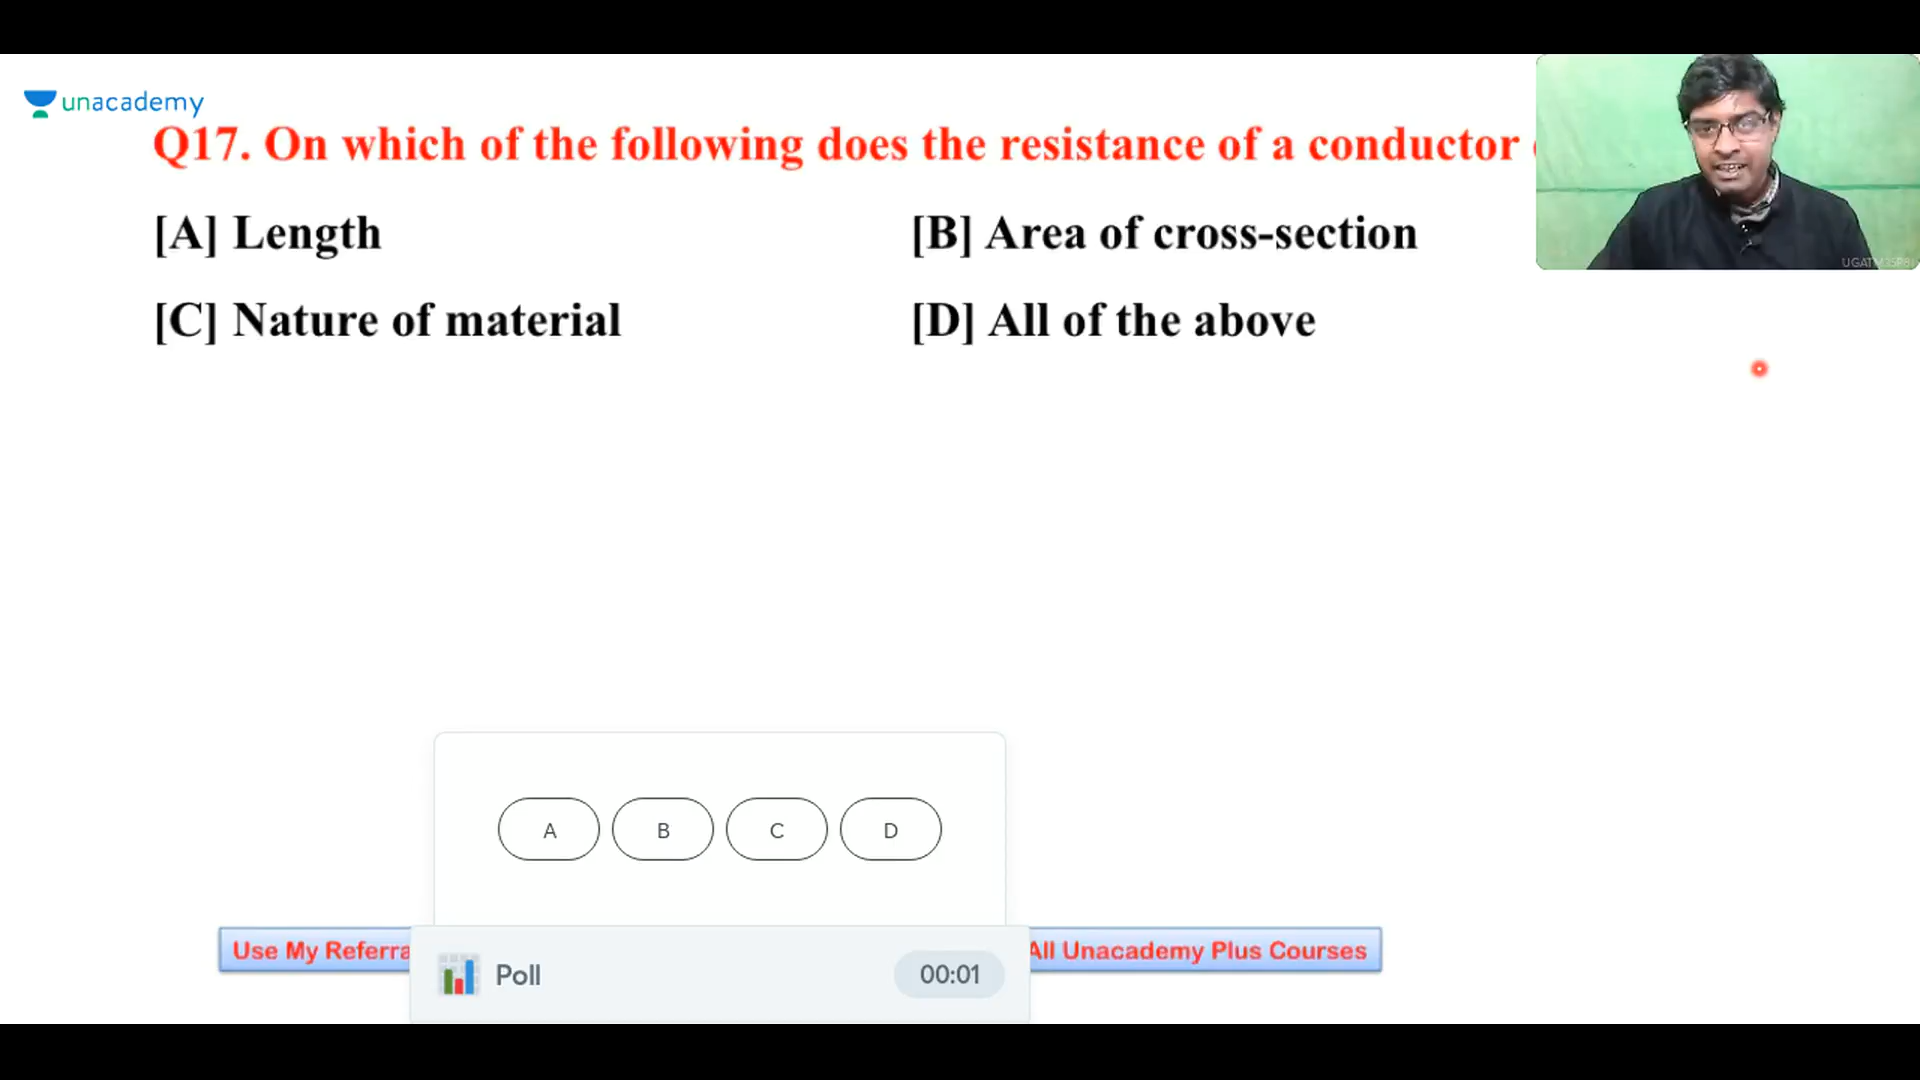 unacademy
Q17. On which of the following does the resistance of a conductor
[A] Length
[B] Area of cross-section
[C] Nature of material
[D] All of the above
A
B
C
D
Use My Referra
All Unacademy Plus Courses
Poll
00:01